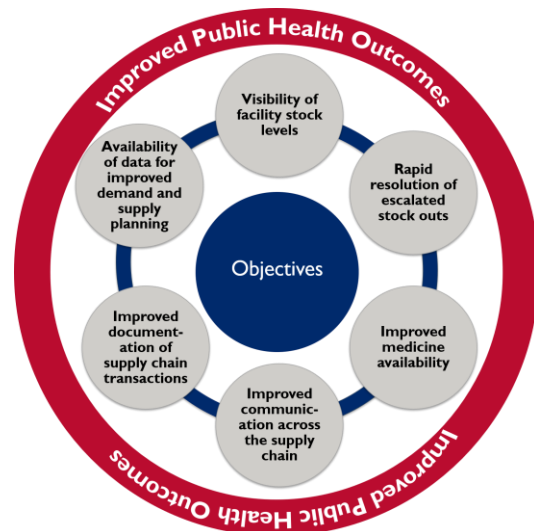 Improved Public Health Outcomes
Visibility of
facility stock
levels
Rapid
resolution of
escalated
stock outs
Improved
medicine
availability
Improved
communic-
ation across
the supply
chain
Improved
document-
ation of
supply chain
transactions
Availability
of data for
improved
demand and
supply
planning
Objectives
Improved Public Health Outcomes